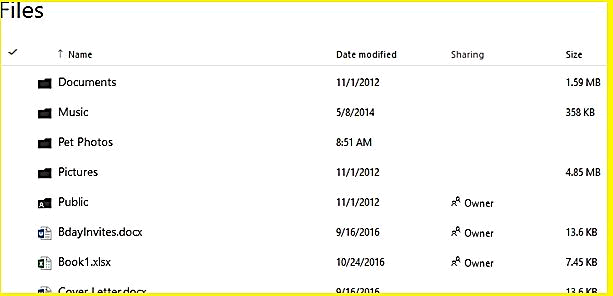 Files
Name Date modified Sharing Size
Documents 11/1/2012 1.59 MB
Music 5/8/2014 358 KB
Pet Photos 8:51 AM
Pictures 11/1/2012 4.85 MB
Public 11/1/2012 Owner
BdayInvites.docx 9/16/2016 Owner 13.6 KB
Book1.xlsx 10/24/2016 Owner 7.45 KB
Cover Letter.docx 9/16/2016 13.6 KB